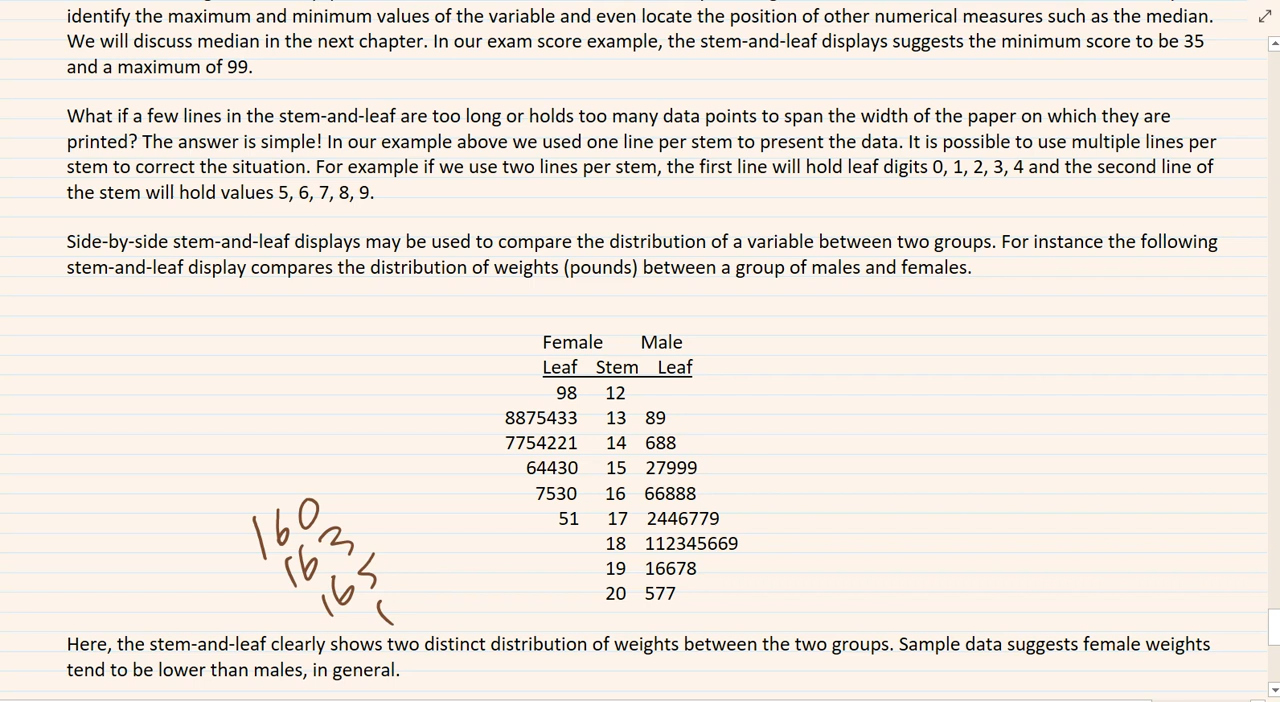 identify the maximum and minimum values of the variable and even locate the position of other numerical measures such as the median.
We will discuss median in the next chapter. In our exam score example, the stem-and-leaf displays suggests the minimum score to be 35
and a maximum of 99.
What if a few lines in the stem-and-leaf are too long or holds too many data points to span the width of the paper on which they are
printed? The answer is simple! In our example above we used one line per stem to present the data. It is possible to use multiple lines per
stem to correct the situation. For example if we use two lines per stem, the first line will hold leaf digits 0, 1, 2, 3, 4 and the second line of
the stem will hold values 5, 6, 7, 8, 9.
Side-by-side stem-and-leaf displays may be used to compare the distribution of a variable between two groups. For instance the following
stem-and-leaf display compares the distribution of weights (pounds) between a group of males and females.
Female Male
Leaf Stem Leaf
98 12
8875433 13 89
7754221 14 688
64430 15 27999
7530 16 66888
51 17 2446779
18 112345669
19 16678
20 577
160
163
165
Here, the stem-and-leaf clearly shows two distinct distribution of weights between the two groups. Sample data suggests female weights
tend to be lower than males, in general.